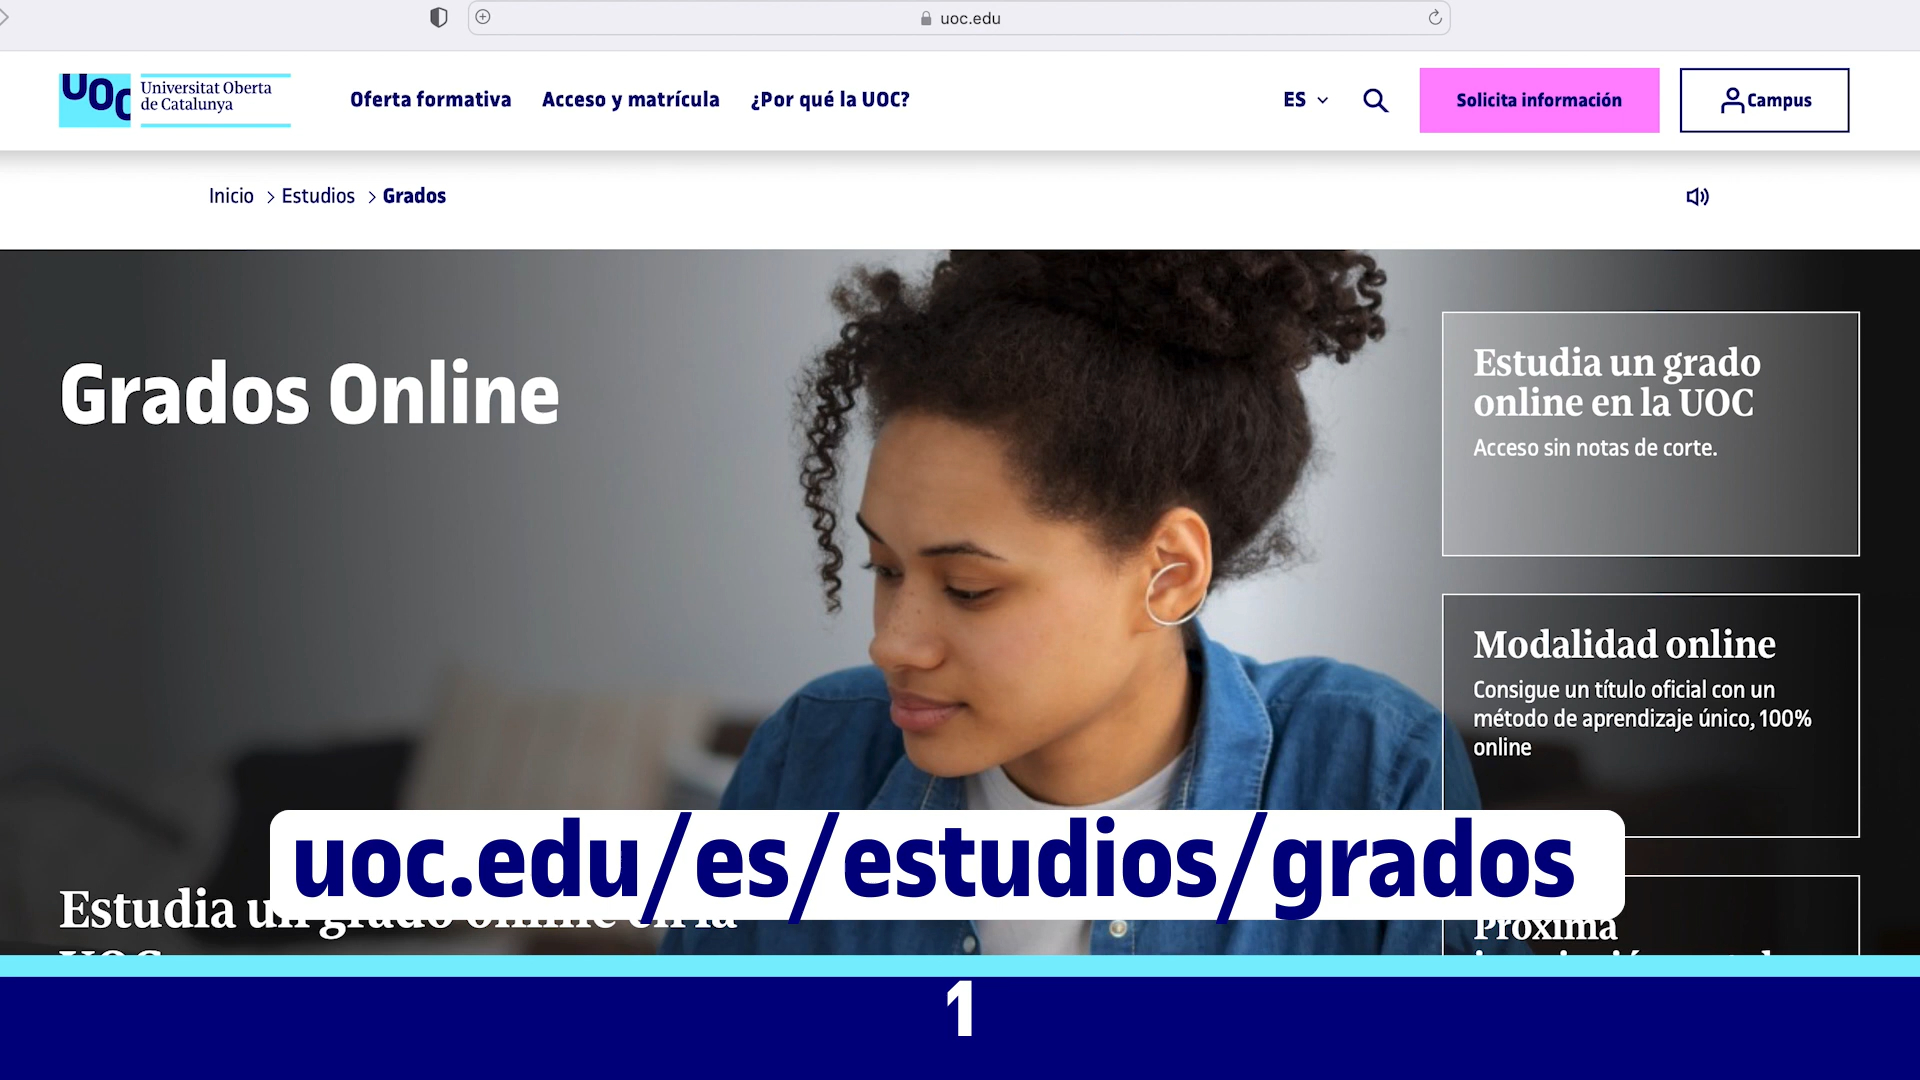 uoc.edu
UOC
Universitat Oberta
de Catalunya
Oferta formativa
Acceso y matrícula
¿Por qué la UOC?
ES
Solicita información
Campus
Inicio > Estudios > Grados
Grados Online
Estudia un grado
online en la UOC
Acceso sin notas de corte.
Modalidad online
Consigue un título oficial con un
método de aprendizaje único, 100%
online
uoc.edu/es/estudios/grados
Estudia un grado online en la
UOC
Próxima
1